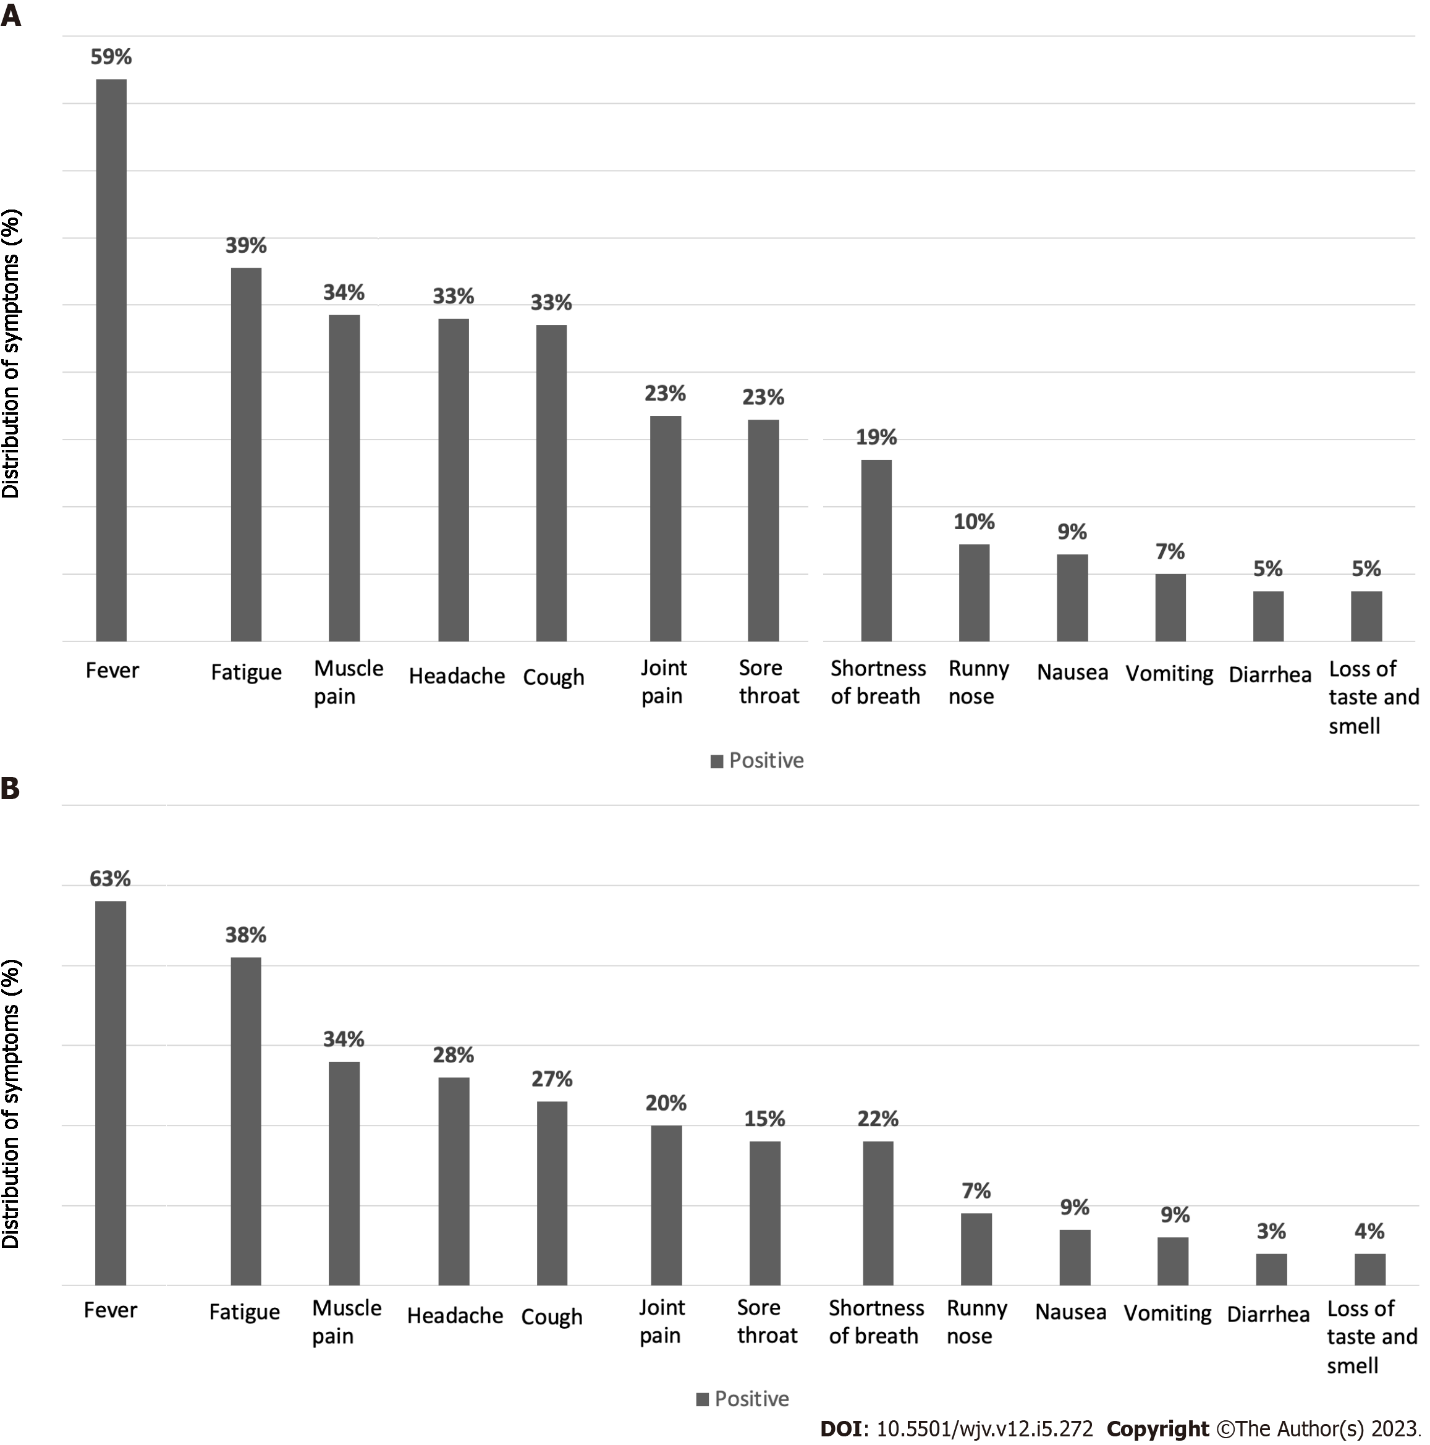 A
59%
39%
34%
33%
33%
23%
23%
19%
10%
9%
7%
5%
5%
Distribution of symptoms (%)
Fever
Fatigue
Muscle
pain
Headache
Cough
Joint
pain
Sore
throat
Shortness
of breath
Runny
nose
Nausea
Vomiting
Diarrhea
Loss of
taste and
smell
Positive
B
63%
38%
34%
28%
27%
20%
15%
22%
7%
9%
9%
3%
4%
Distribution of symptoms (%)
Fever
Fatigue
Muscle
pain
Headache
Cough
Joint
pain
Sore
throat
Shortness
of breath
Runny
nose
Nausea
Vomiting
Diarrhea
Loss of
taste and
smell
Positive
DOI: 10.5501/wjv.v12.i5.272 Copyright ©The Author(s) 2023.